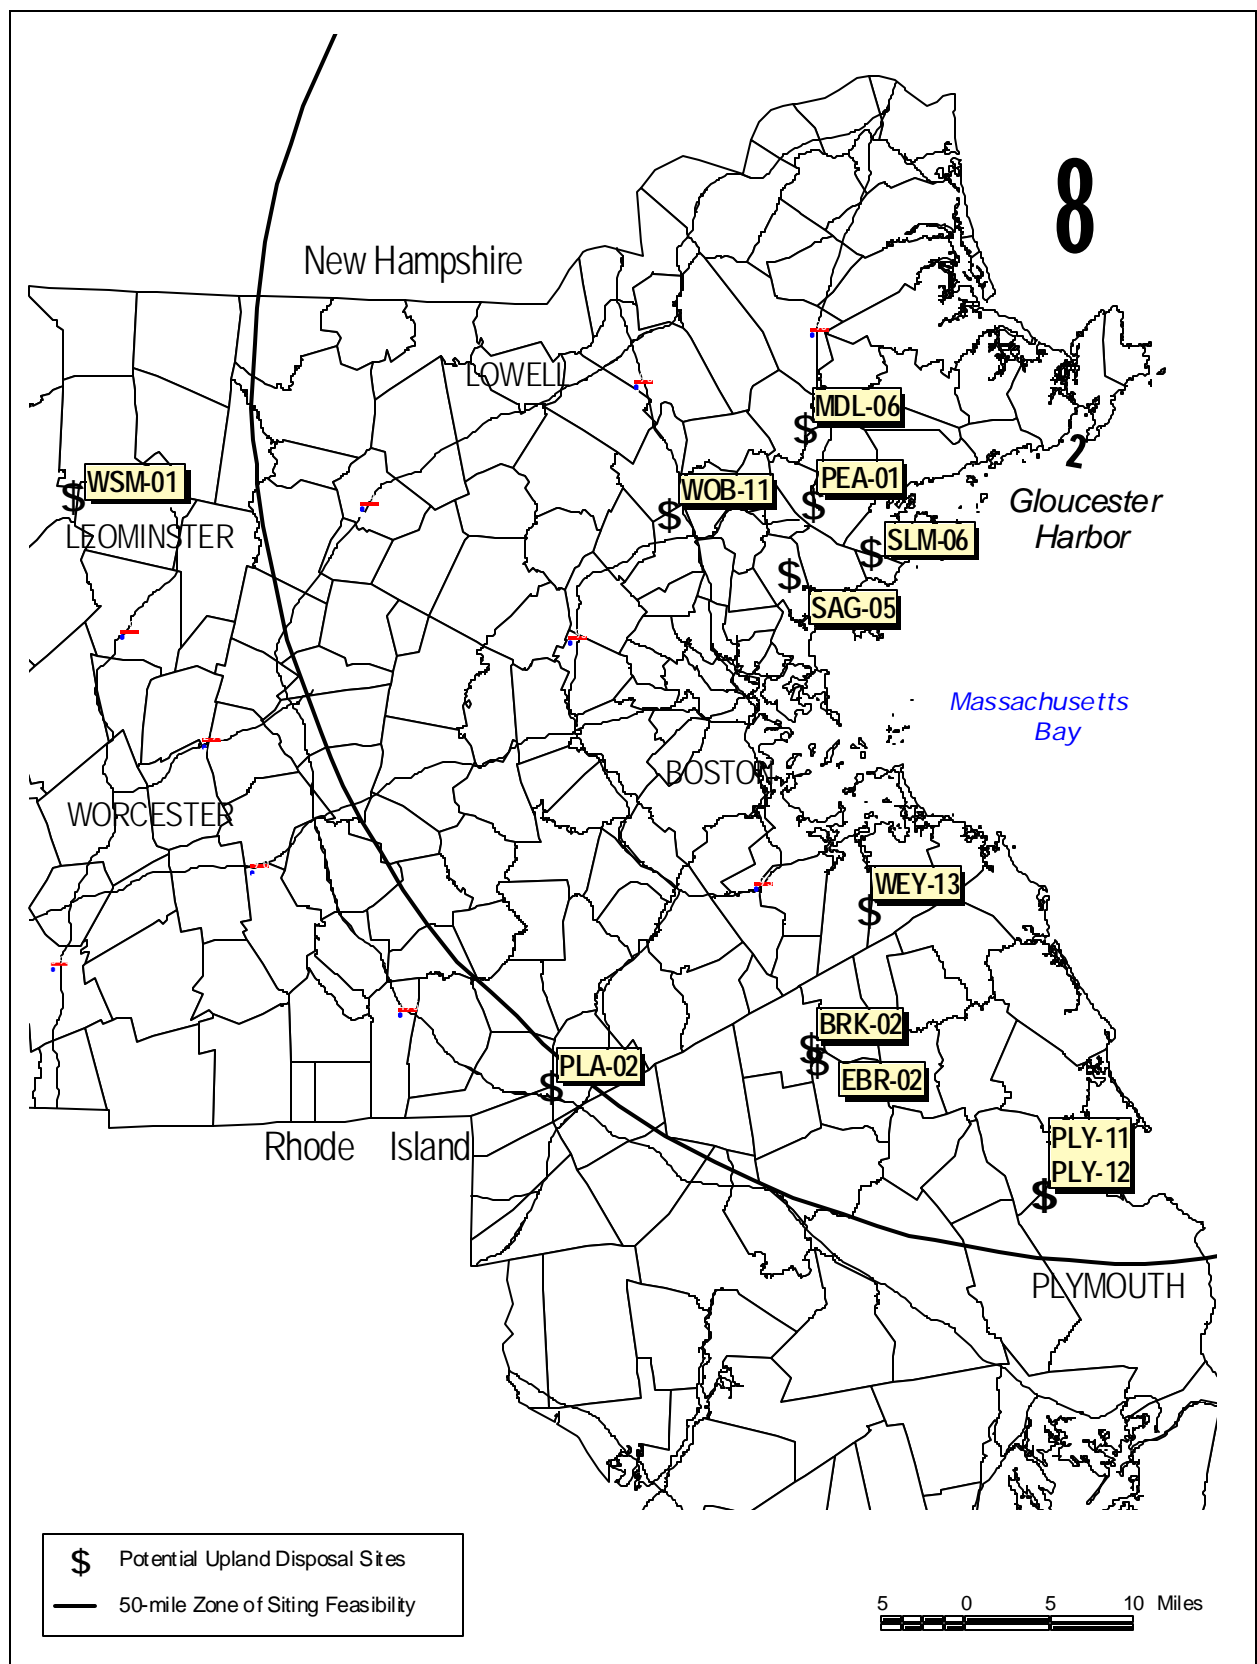 8
New Hampshire
LOWELL
MDL-06
2
WSM-01
WOB-11
PEA-01
Gloucester
Harbor
LEOMINSTER
SLM-06
SAG-05
Massachusetts
Bay
BOSTON
WORCESTER
WEY-13
BRK-02
PLA-02
EBR-02
Rhode Island
PLY-11
PLY-12
PLYMOUTH
$ Potential Upland Disposal Sites
50-mile Zone of Siting Feasibility
5 0 5 10 Miles